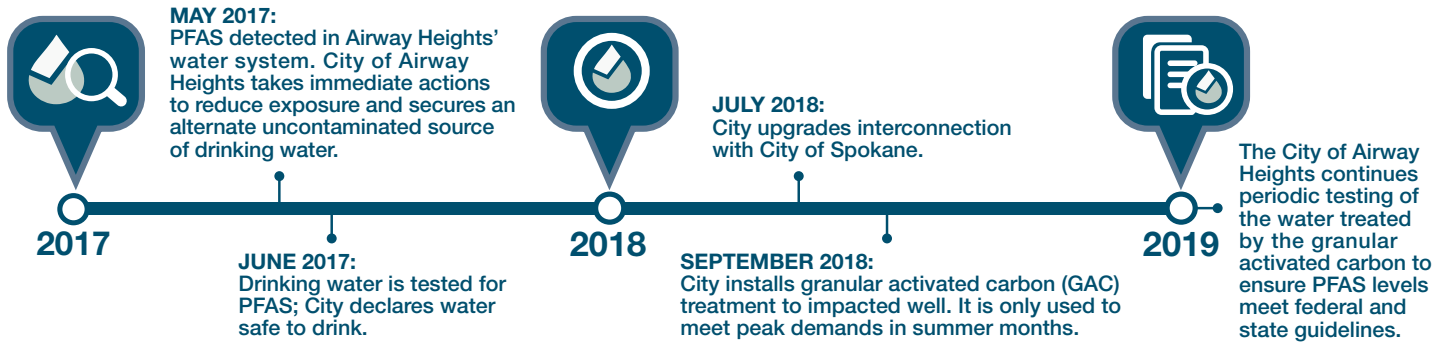 MAY 2017:
PFAS detected in Airway Heights’
water system. City of Airway
Heights takes immediate actions
to reduce exposure and secures an
alternate uncontaminated source
of drinking water.
JULY 2018:
City upgrades interconnection
with City of Spokane.
2017
2018
2019
JUNE 2017:
Drinking water is tested for
PFAS; City declares water
safe to drink.
SEPTEMBER 2018:
City installs granular activated carbon (GAC)
treatment to impacted well. It is only used to
meet peak demands in summer months.
The City of Airway
Heights continues
periodic testing of
the water treated
by the granular
activated carbon to
ensure PFAS levels
meet federal and
state guidelines.